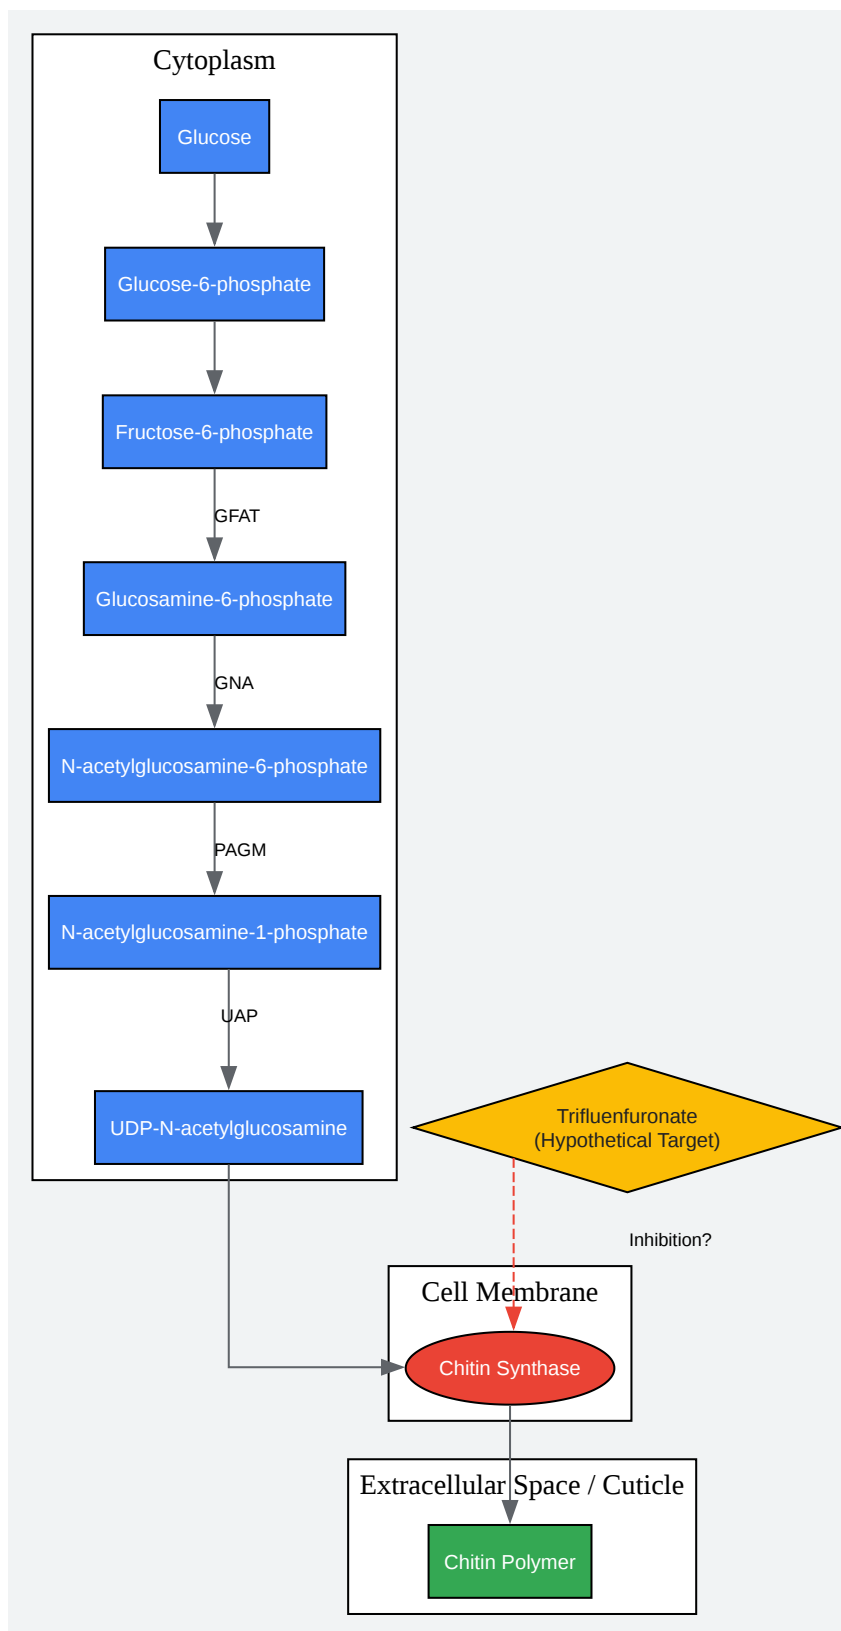 Cytoplasm
Glucose
Glucose-6-phosphate
Fructose-6-phosphate
GFAT
Glucosamine-6-phosphate
GNA
N-acetylglucosamine-6-phosphate
PAGM
N-acetylglucosamine-1-phosphate
UAP
UDP-N-acetylglucosamine
Trifluenfuronate
(Hypothetical Target)
Inhibition?
Cell Membrane
Chitin Synthase
Extracellular Space / Cuticle
Chitin Polymer